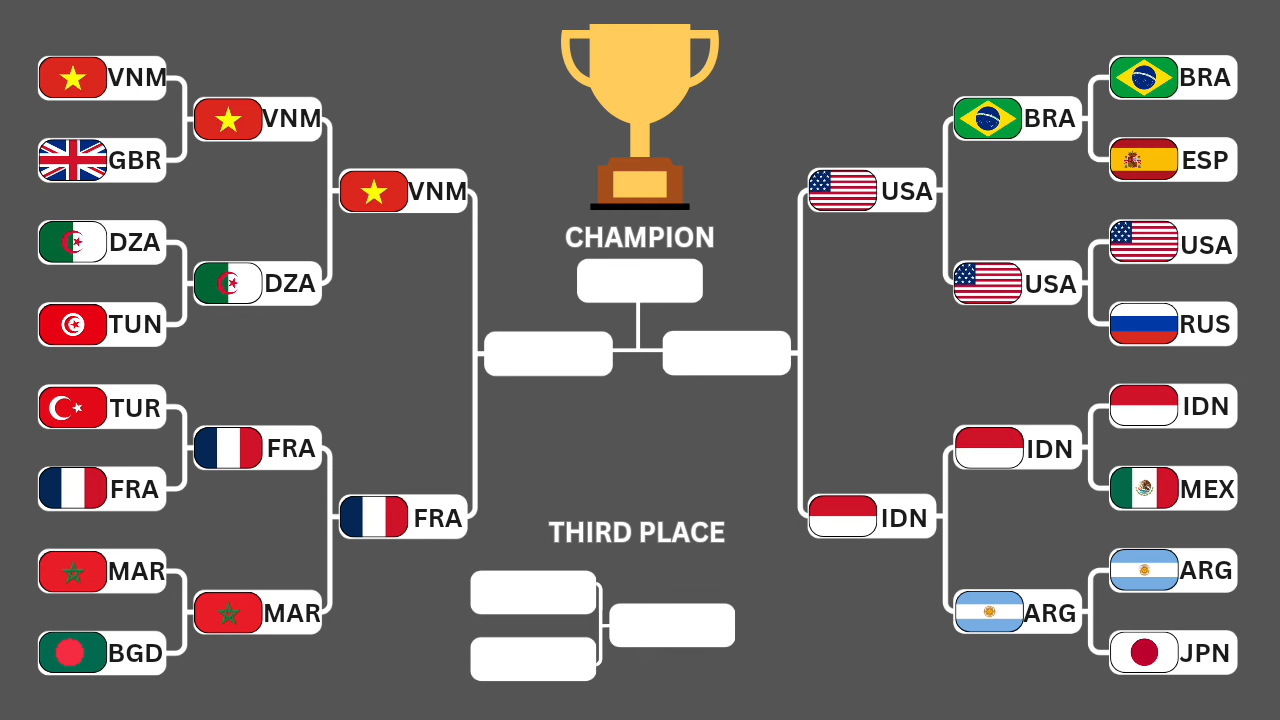 VNM
GBR
DZA
TUN
TUR
FRA
MAR
BGD
VNM
DZA
FRA
MAR
VNM
FRA
CHAMPION
THIRD PLACE
USA
IDN
BRA
USA
IDN
ARG
BRA
ESP
USA
RUS
IDN
MEX
ARG
JPN